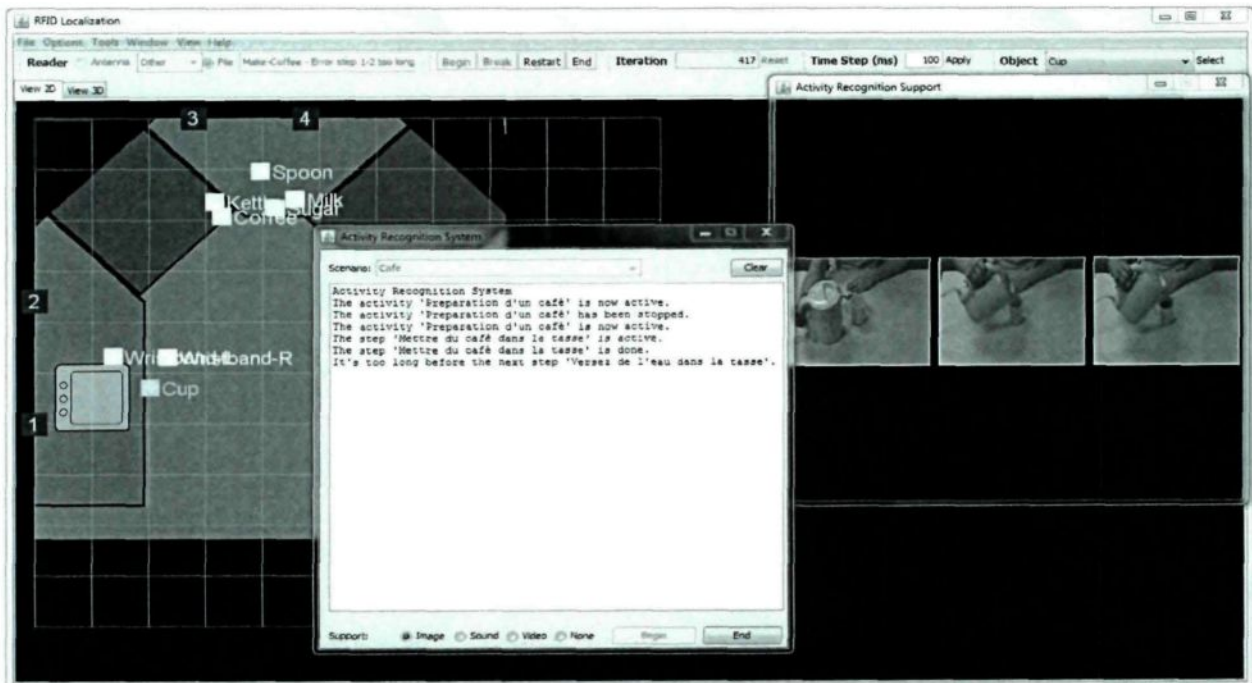 RFID Localization
File Options Tools Window View Help
Reader Antenna Other File Make-Coffee - Error step 1-2 too long Begin Break Restart End Iteration 417 Reset Time Step (ms) 100 Apply Object Cup Select
View 2D View 3D
Activity Recognition Support
3 4
Spoon
Milk
Sugar
Coffee
2
Wristband-R
Cup
1
Activity Recognition System
Scenario: Cafe Clear
Activity Recognition System
The activity 'Preparation d'un café' is now active.
The activity 'Preparation d'un café' has been stopped.
The activity 'Preparation d'un café' is now active.
The step 'Mettre du café dans la tasse' is active.
The step 'Mettre du café dans la tasse' is done.
It's too long before the next step 'Versez de l'eau dans la tasse'.
Support: Image Sound Video None Begin End